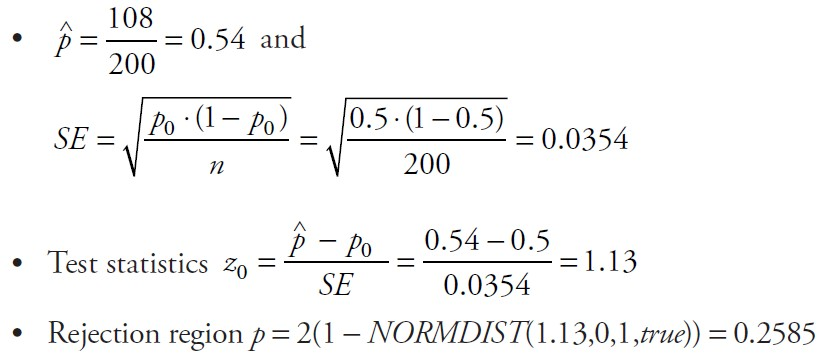 • p̂ = 108/200 = 0.54 and
SE = √(p₀ · (1 − p₀)/n) = √(0.5 · (1 − 0.5)/200) = 0.0354
• Test statistics z₀ = (p̂ − p₀)/SE = (0.54 − 0.5)/0.0354 = 1.13
• Rejection region p = 2(1 − NORMDIST(1.13,0,1,true)) = 0.2585